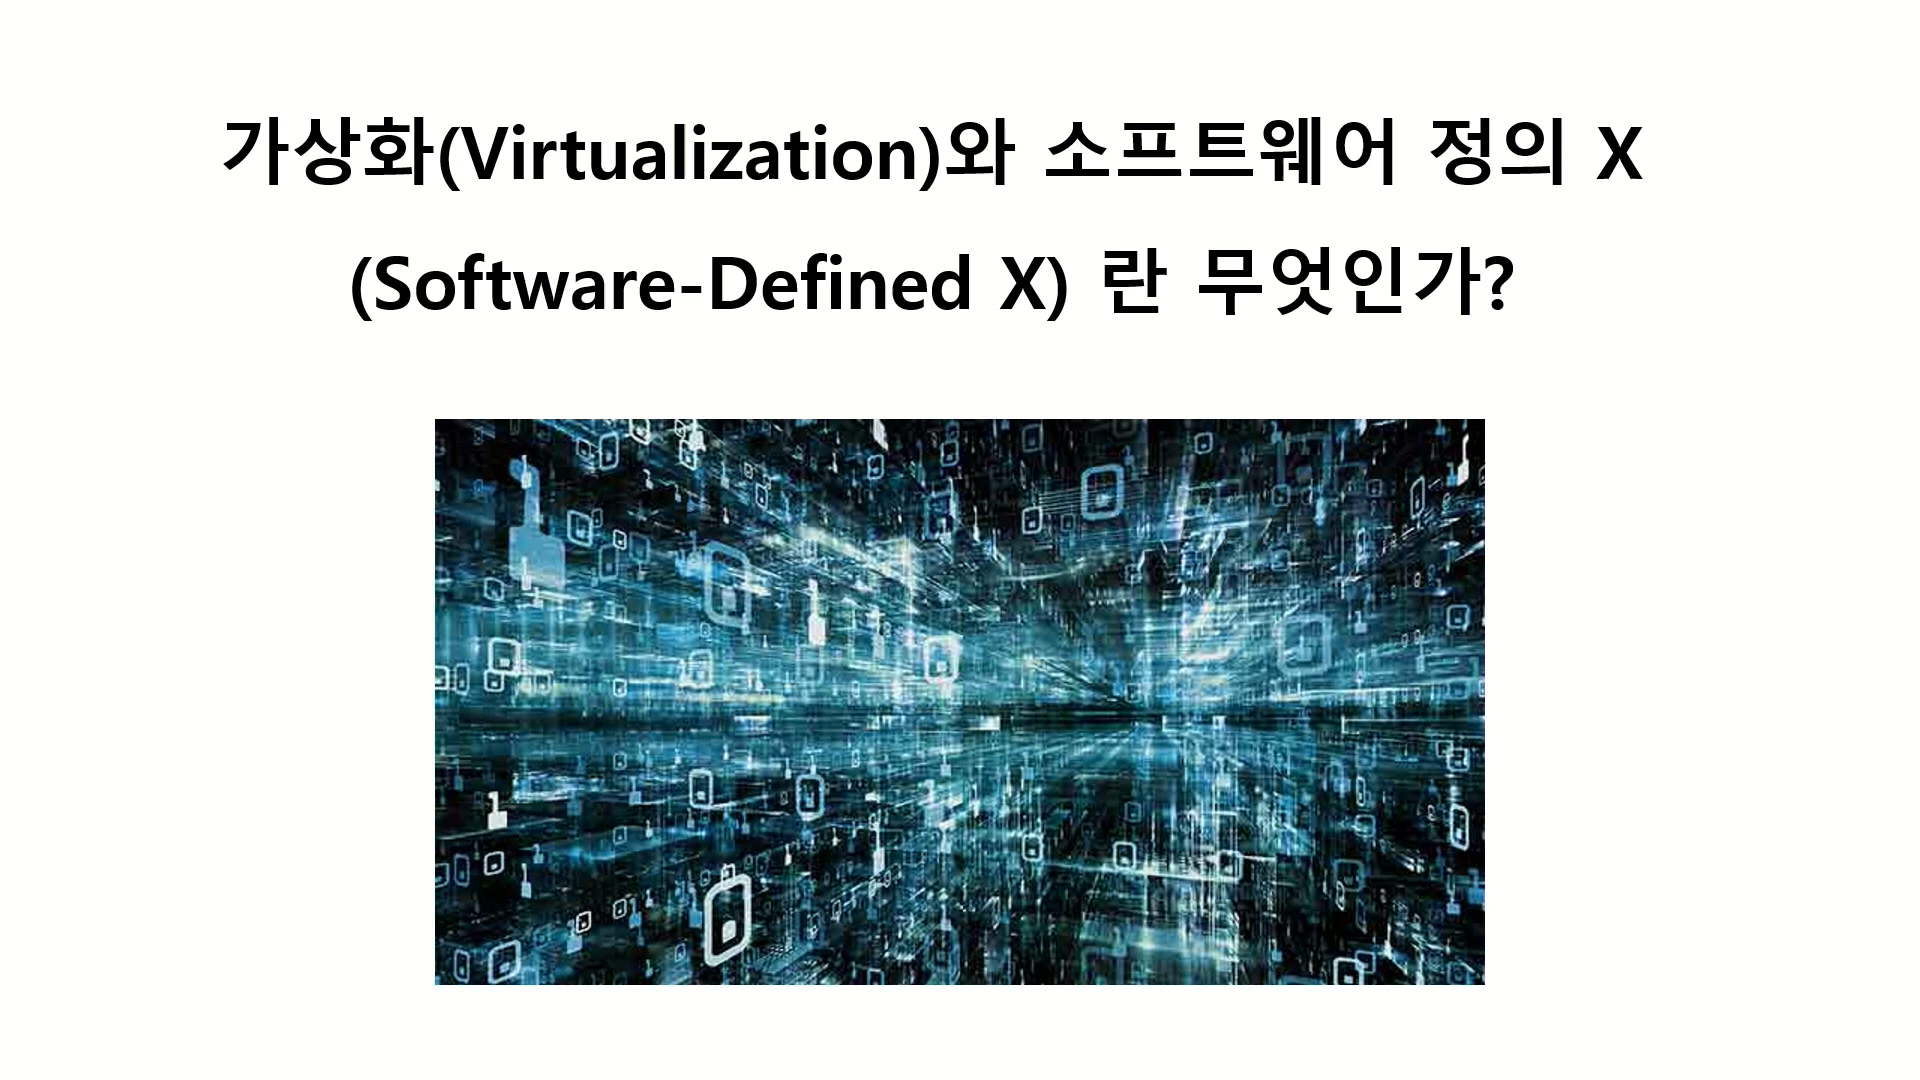 가상화(Virtualization)와 소프트웨어 정의 X
(Software-Defined X) 란 무엇인가?